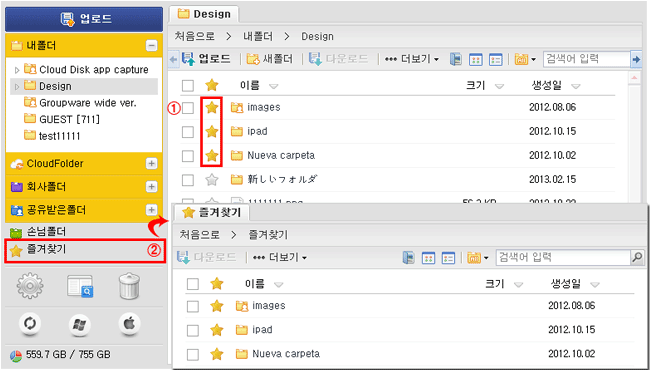 업로드
내폴더
Cloud Disk app capture
Design
Groupware wide ver.
GUEST [711]
test11111
CloudFolder
회사폴더
공유받은폴더
손님폴더
즐겨찾기 ②
559.7 GB / 755 GB
Design
처음으로 > 내폴더 > Design
업로드 새폴더 다운로드 ••• 더보기 검색어 입력
이름 크기 생성일
① images 2012.08.06
ipad 2012.10.15
Nueva carpeta 2012.10.02
新しいフォルダ 2013.02.15
즐겨찾기
처음으로 > 즐겨찾기
다운로드 ••• 더보기 검색어 입력
이름 크기 생성일
images 2012.08.06
ipad 2012.10.15
Nueva carpeta 2012.10.02